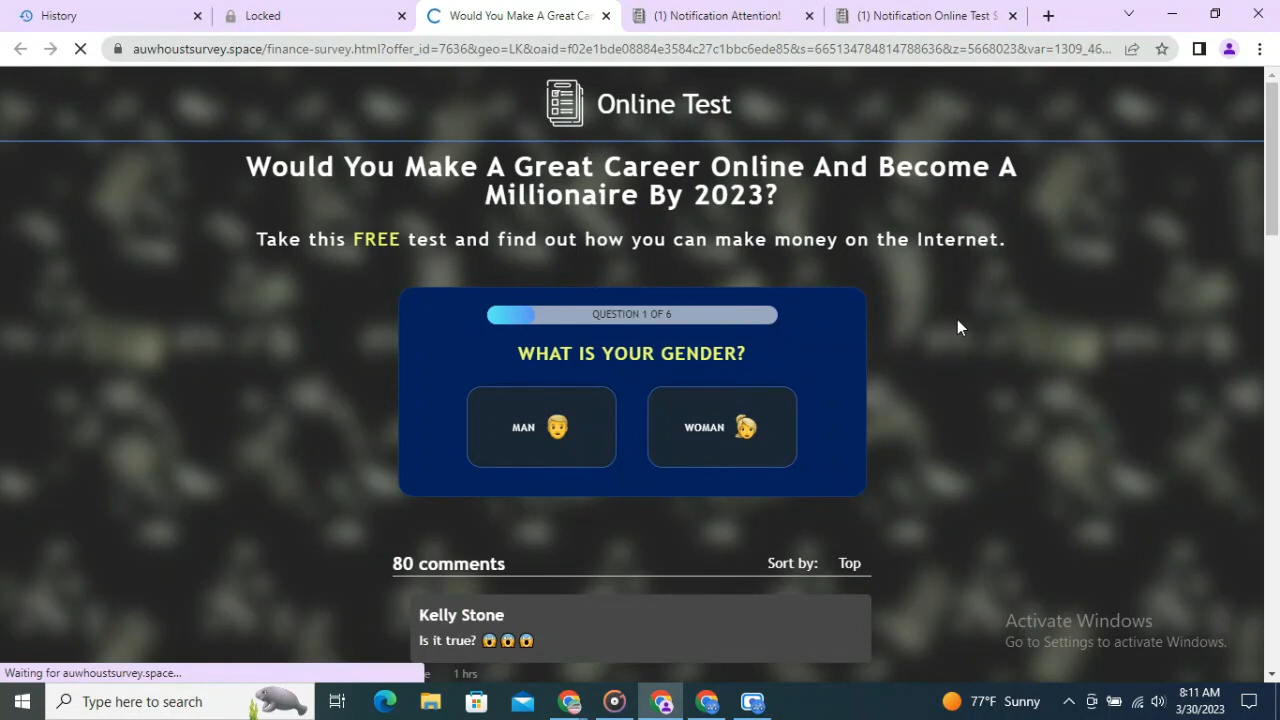 History
Locked
Would You Make A Great Ca
(1) Notification Attention!
(1) Notification Online Test S
auwhoustsurvey.space/finance-survey.html?offer_id=7636&geo=LK&oaid=f02e1bde08884e3584c27c1bbc6ede85&s=665134784814788636&z=5668023&var=1309_46...
Online Test
Would You Make A Great Career Online And Become A
Millionaire By 2023?
Take this FREE test and find out how you can make money on the Internet.
QUESTION 1 OF 6
WHAT IS YOUR GENDER?
MAN
WOMAN
80 comments
Sort by: Top
Kelly Stone
Is it true?
1 hrs
Activate Windows
Go to Settings to activate Windows.
Waiting for auwhoustsurvey.space...
Type here to search
77°F Sunny
8:11 AM
3/30/2023